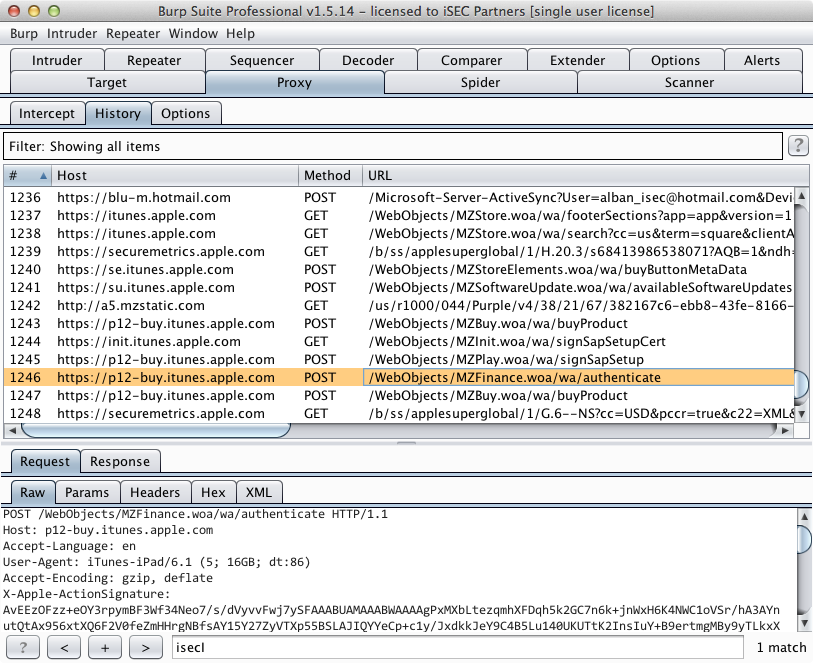 Burp Suite Professional v1.5.14 - licensed to iSEC Partners [single user license]
Burp Intruder Repeater Window Help
Intruder Repeater Sequencer Decoder Comparer Extender Options Alerts
Target Proxy Spider Scanner
Intercept History Options
Filter: Showing all items ?
# Host Method URL
1236 https://blu-m.hotmail.com POST /Microsoft-Server-ActiveSync?User=alban_isec@hotmail.com&Devi
1237 https://itunes.apple.com GET /WebObjects/MZStore.woa/wa/footerSections?app=app&version=1
1238 https://itunes.apple.com GET /WebObjects/MZStore.woa/wa/search?cc=us&term=square&clientA
1239 https://securemetrics.apple.com GET /b/ss/applesuperglobal/1/H.20.3/s68413986538071?AQB=1&ndh=
1240 https://se.itunes.apple.com POST /WebObjects/MZStoreElements.woa/wa/buyButtonMetaData
1241 https://su.itunes.apple.com POST /WebObjects/MZSoftwareUpdate.woa/wa/availableSoftwareUpdates
1242 http://a5.mzstatic.com GET /us/r1000/044/Purple/v4/38/21/67/382167c6-ebb8-43fe-8166-
1243 https://p12-buy.itunes.apple.com POST /WebObjects/MZBuy.woa/wa/buyProduct
1244 https://init.itunes.apple.com GET /WebObjects/MZInit.woa/wa/signSapSetupCert
1245 https://p12-buy.itunes.apple.com POST /WebObjects/MZPlay.woa/wa/signSapSetup
1246 https://p12-buy.itunes.apple.com POST /WebObjects/MZFinance.woa/wa/authenticate
1247 https://p12-buy.itunes.apple.com POST /WebObjects/MZBuy.woa/wa/buyProduct
1248 https://securemetrics.apple.com GET /b/ss/applesuperglobal/1/G.6--NS?cc=USD&pccr=true&c22=XML&
Request Response
Raw Params Headers Hex XML
POST /WebObjects/MZFinance.woa/wa/authenticate HTTP/1.1
Host: p12-buy.itunes.apple.com
Accept-Language: en
User-Agent: iTunes-iPad/6.1 (5; 16GB; dt:86)
Accept-Encoding: gzip, deflate
X-Apple-ActionSignature:
AvEEzOFzz+eOY3rpymBF3Wf34Neo7/s/dVyvvFwj7ySFAAABUAMAAABWAAAAgPxMXbLtezqmhXFDqh5k2GC7n6k+jnWxH6K4NWC1oVSr/hA3AYn
utQtAx956xtXQ6F2V0feZmHHrgNBfsAY15Y27ZyVTXp55BSLAJIQYYeCp+c1y/JxdkkJeY9C4B5Lu140UKUTtK2InsIuY+B9ertmgMBy9yTLkxX
? < + > isecl 1 match